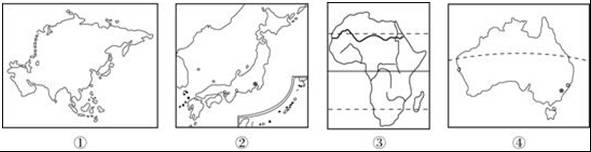 ① ② ③ ④